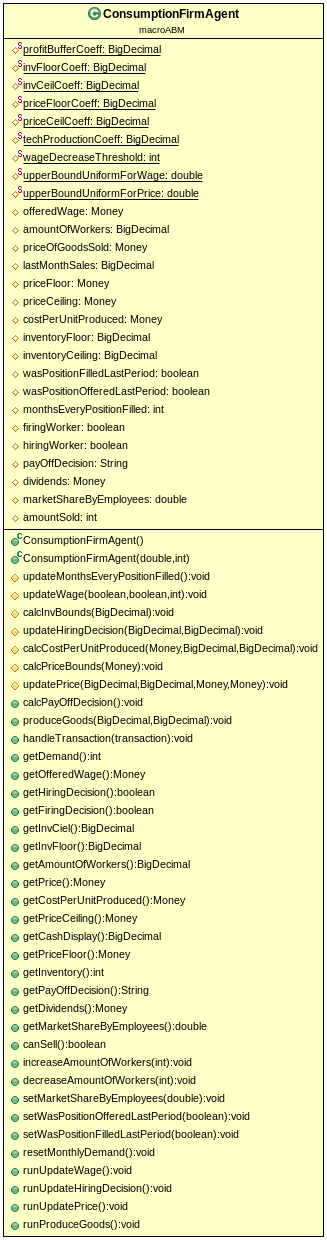 C ConsumptionFirmAgent
macroABM
S profitBufferCoeff: BigDecimal
S invFloorCoeff: BigDecimal
S invCeilCoeff: BigDecimal
S priceFloorCoeff: BigDecimal
S priceCeilCoeff: BigDecimal
S techProductionCoeff: BigDecimal
S wageDecreaseThreshold: int
S upperBoundUniformForWage: double
S upperBoundUniformForPrice: double
offeredWage: Money
amountOfWorkers: BigDecimal
priceOfGoodsSold: Money
lastMonthSales: BigDecimal
priceFloor: Money
priceCeiling: Money
costPerUnitProduced: Money
inventoryFloor: BigDecimal
inventoryCeiling: BigDecimal
wasPositionFilledLastPeriod: boolean
wasPositionOfferedLastPeriod: boolean
monthsEveryPositionFilled: int
firingWorker: boolean
hiringWorker: boolean
payOffDecision: String
dividends: Money
marketShareByEmployees: double
amountSold: int
C ConsumptionFirmAgent()
C ConsumptionFirmAgent(double,int)
updateMonthsEveryPositionFilled():void
updateWage(boolean,boolean,int):void
calcInvBounds(BigDecimal):void
updateHiringDecision(BigDecimal,BigDecimal):void
calcCostPerUnitProduced(Money,BigDecimal,BigDecimal):void
calcPriceBounds(Money):void
updatePrice(BigDecimal,BigDecimal,Money,Money):void
calcPayOffDecision():void
produceGoods(BigDecimal,BigDecimal):void
handleTransaction(transaction):void
getDemand():int
getOfferedWage():Money
getHiringDecision():boolean
getFiringDecision():boolean
getInvCiel():BigDecimal
getInvFloor():BigDecimal
getAmountOfWorkers():BigDecimal
getPrice():Money
getCostPerUnitProduced():Money
getPriceCeiling():Money
getCashDisplay():BigDecimal
getPriceFloor():Money
getInventory():int
getPayOffDecision():String
getDividends():Money
getMarketShareByEmployees():double
canSell():boolean
increaseAmountOfWorkers(int):void
decreaseAmountOfWorkers(int):void
setMarketShareByEmployees(double):void
setWasPositionOfferedLastPeriod(boolean):void
setWasPositionFilledLastPeriod(boolean):void
resetMonthlyDemand():void
runUpdateWage():void
runUpdateHiringDecision():void
runUpdatePrice():void
runProduceGoods():void